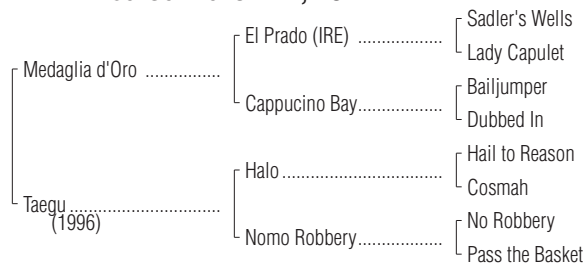 Sadler's Wells
El Prado (IRE)
Lady Capulet
Medaglia d'Oro
Bailjumper
Cappucino Bay
Dubbed In
Hail to Reason
Halo
Cosmah
Taegu
(1996)
No Robbery
Nomo Robbery
Pass the Basket